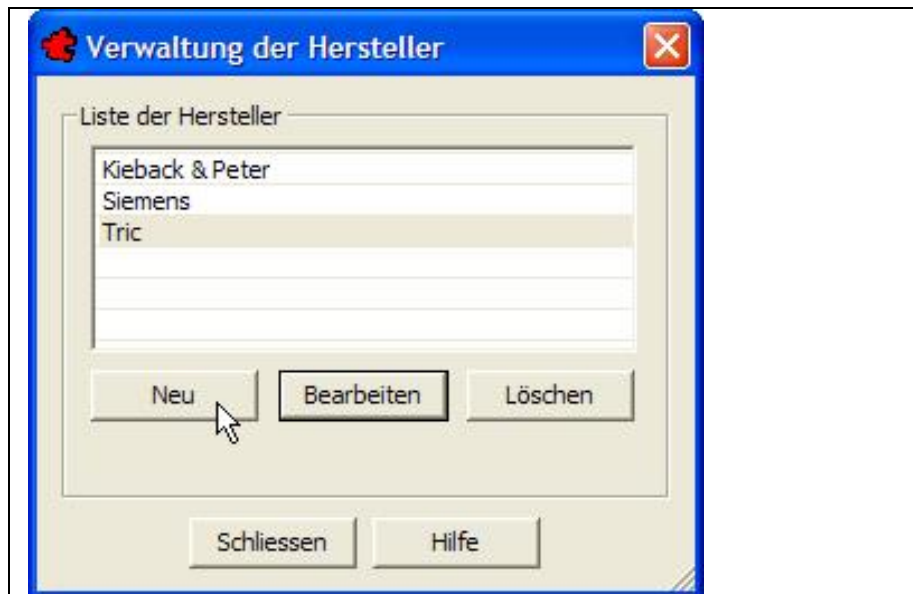 Verwaltung der Hersteller
Liste der Hersteller
Kieback & Peter
Siemens
Tric
Neu Bearbeiten Löschen
Schliessen Hilfe